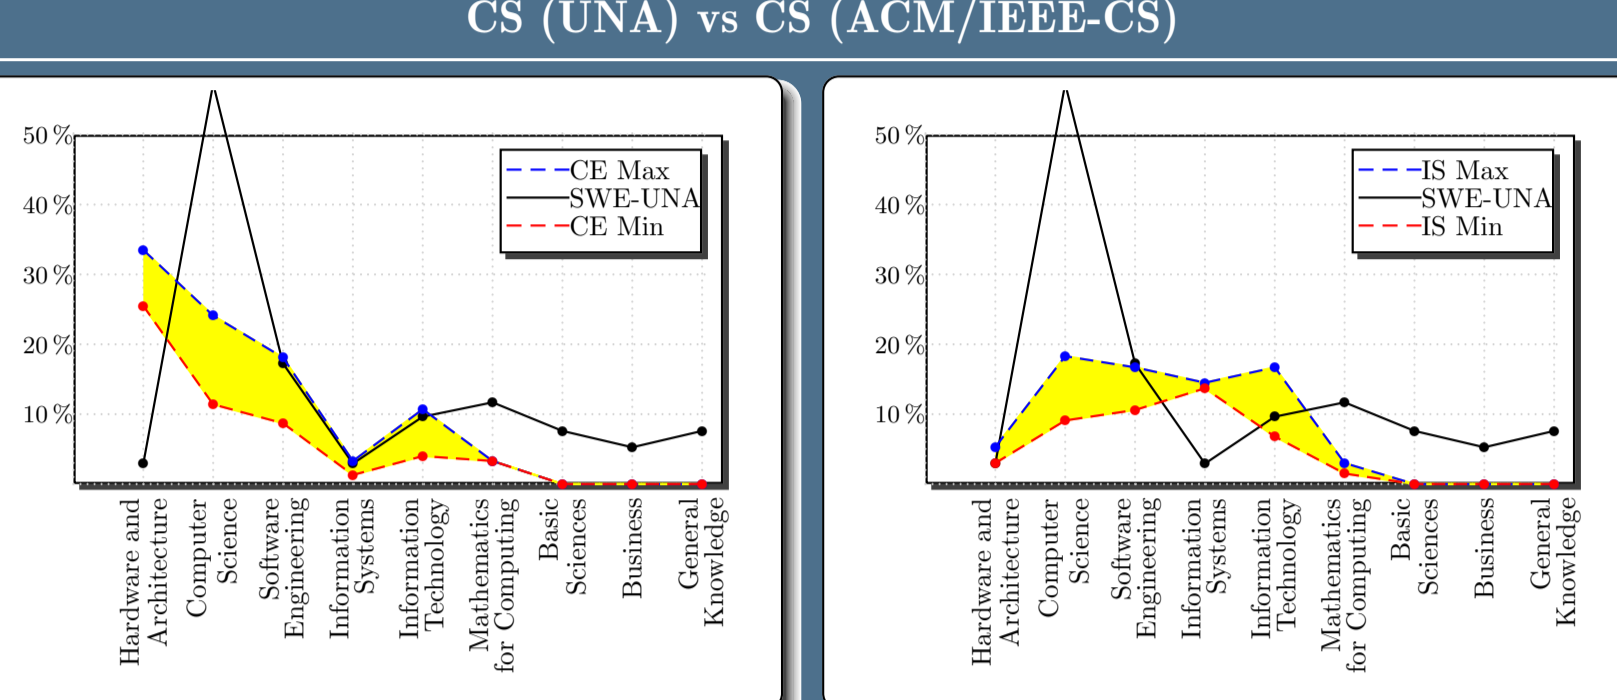 CS (UNA) vs CS (ACM/IEEE-CS)
50 %
40 %
30 %
20 %
10 %
CE Max
SWE-UNA
CE Min
Hardware and
Architecture
Computer
Science
Software
Engineering
Information
Systems
Information
Technology
Mathematics
for Computing
Basic
Sciences
Business
General
Knowledge
50 %
40 %
30 %
20 %
10 %
IS Max
SWE-UNA
IS Min
Hardware and
Architecture
Computer
Science
Software
Engineering
Information
Systems
Information
Technology
Mathematics
for Computing
Basic
Sciences
Business
General
Knowledge